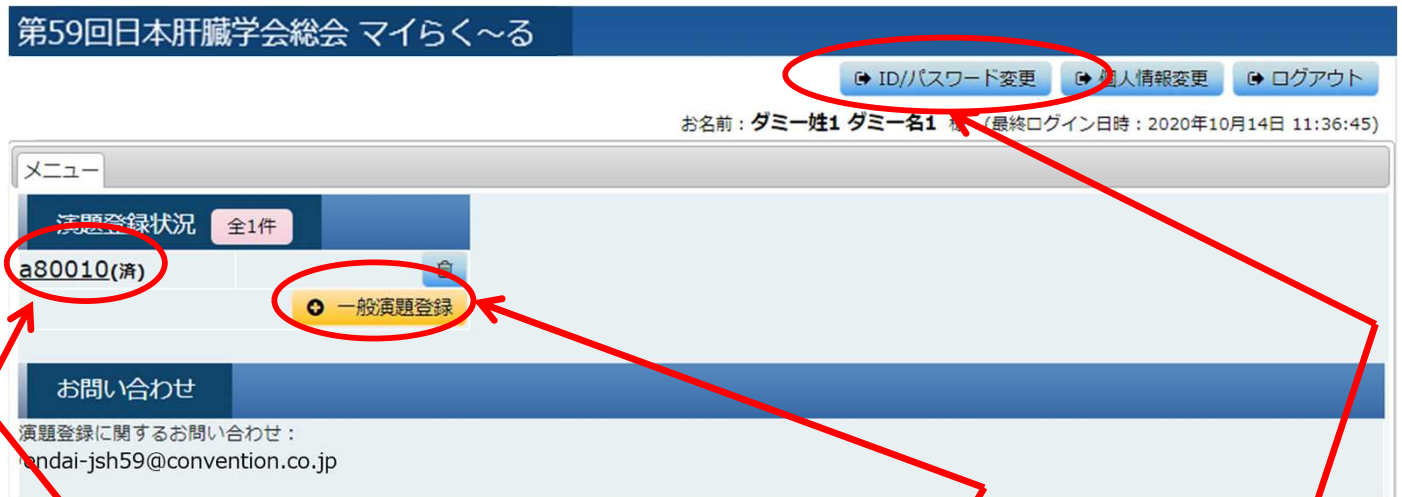 第59回日本肝臓学会総会 マイらく～る
ID/パスワード変更 個人情報変更 ログアウト
お名前：ダミー姓1 ダミー名1 様 (最終ログイン日時：2020年10月14日 11:36:45)
メニュー
演題登録状況 全1件
a80010(済)
一般演題登録
お問い合わせ
演題登録に関するお問い合わせ：
endai-jsh59@convention.co.jp